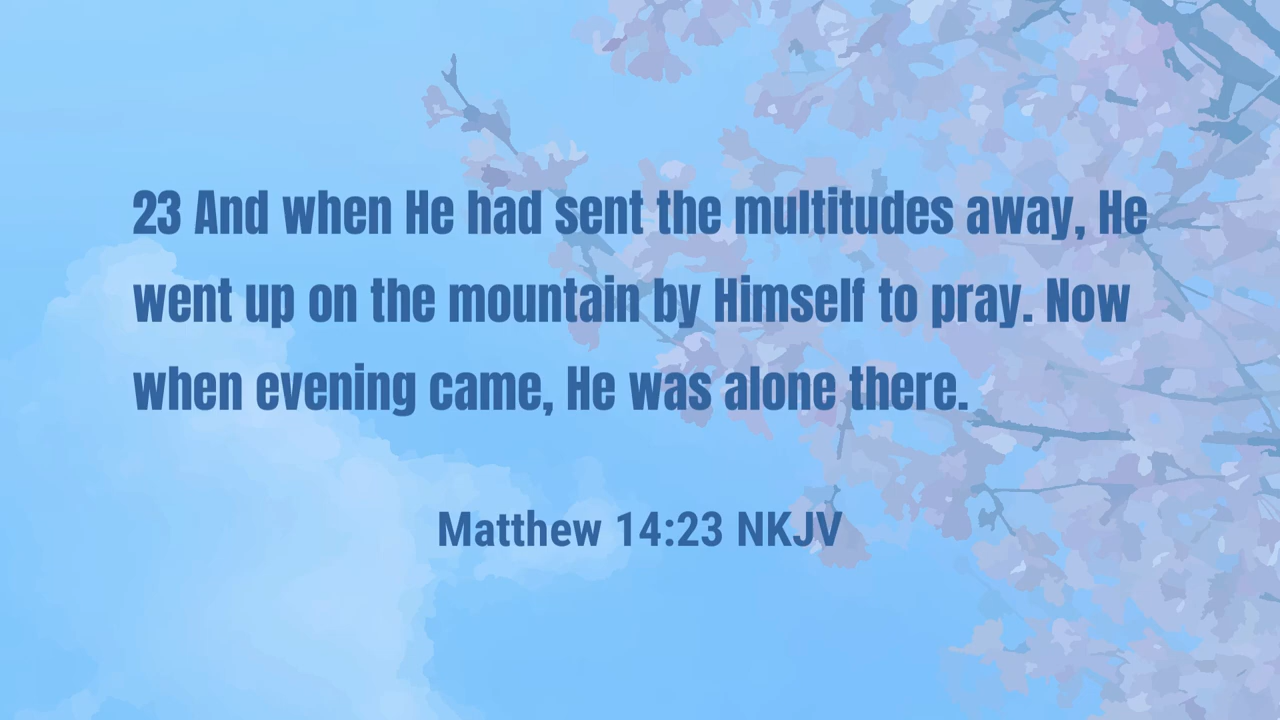 23 And when He had sent the multitudes away, He
went up on the mountain by Himself to pray. Now
when evening came, He was alone there.
Matthew 14:23 NKJV